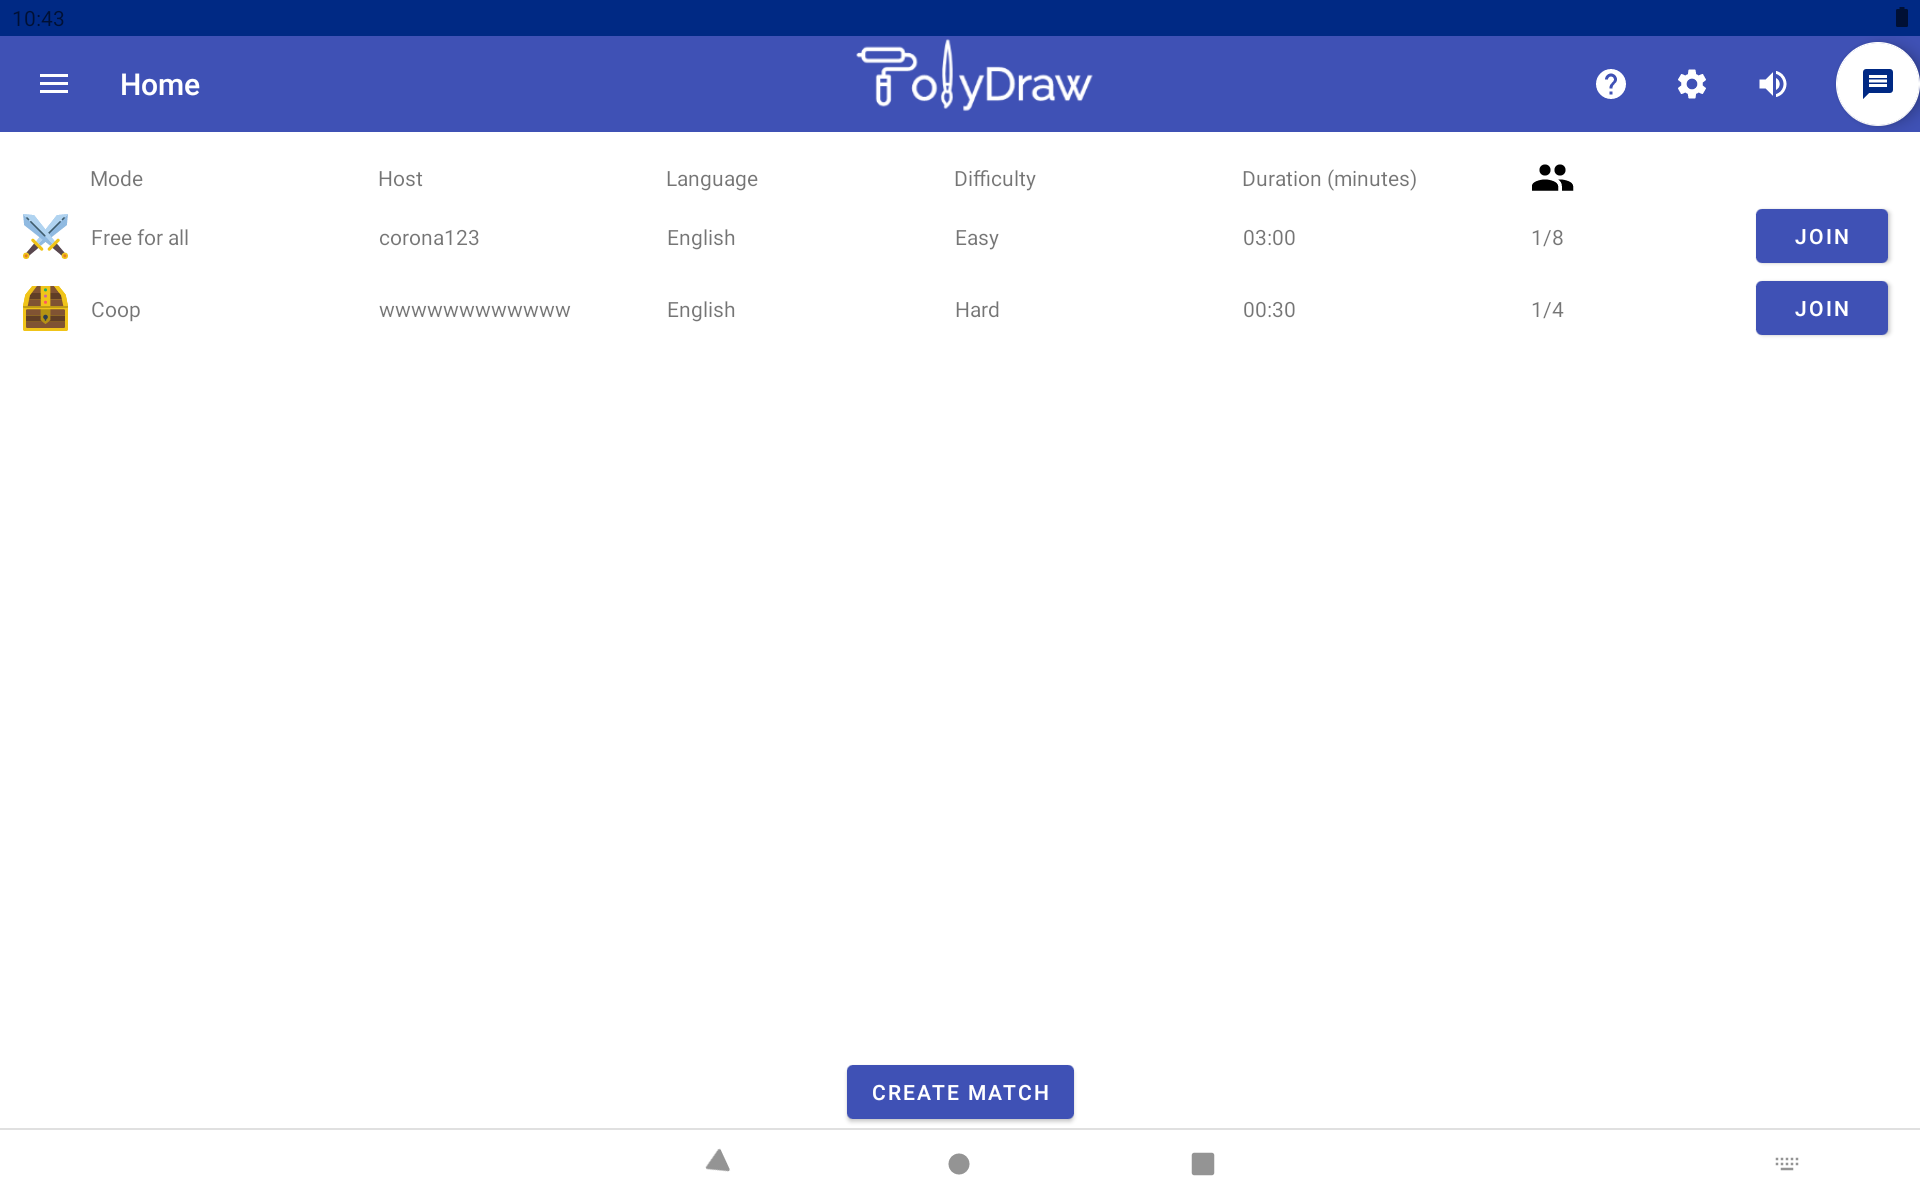 10:43
Home
PolyDraw
Mode Host Language Difficulty Duration (minutes)
Free for all corona123 English Easy 03:00 1/8 JOIN
Coop wwwwwwwwwwww English Hard 00:30 1/4 JOIN
CREATE MATCH